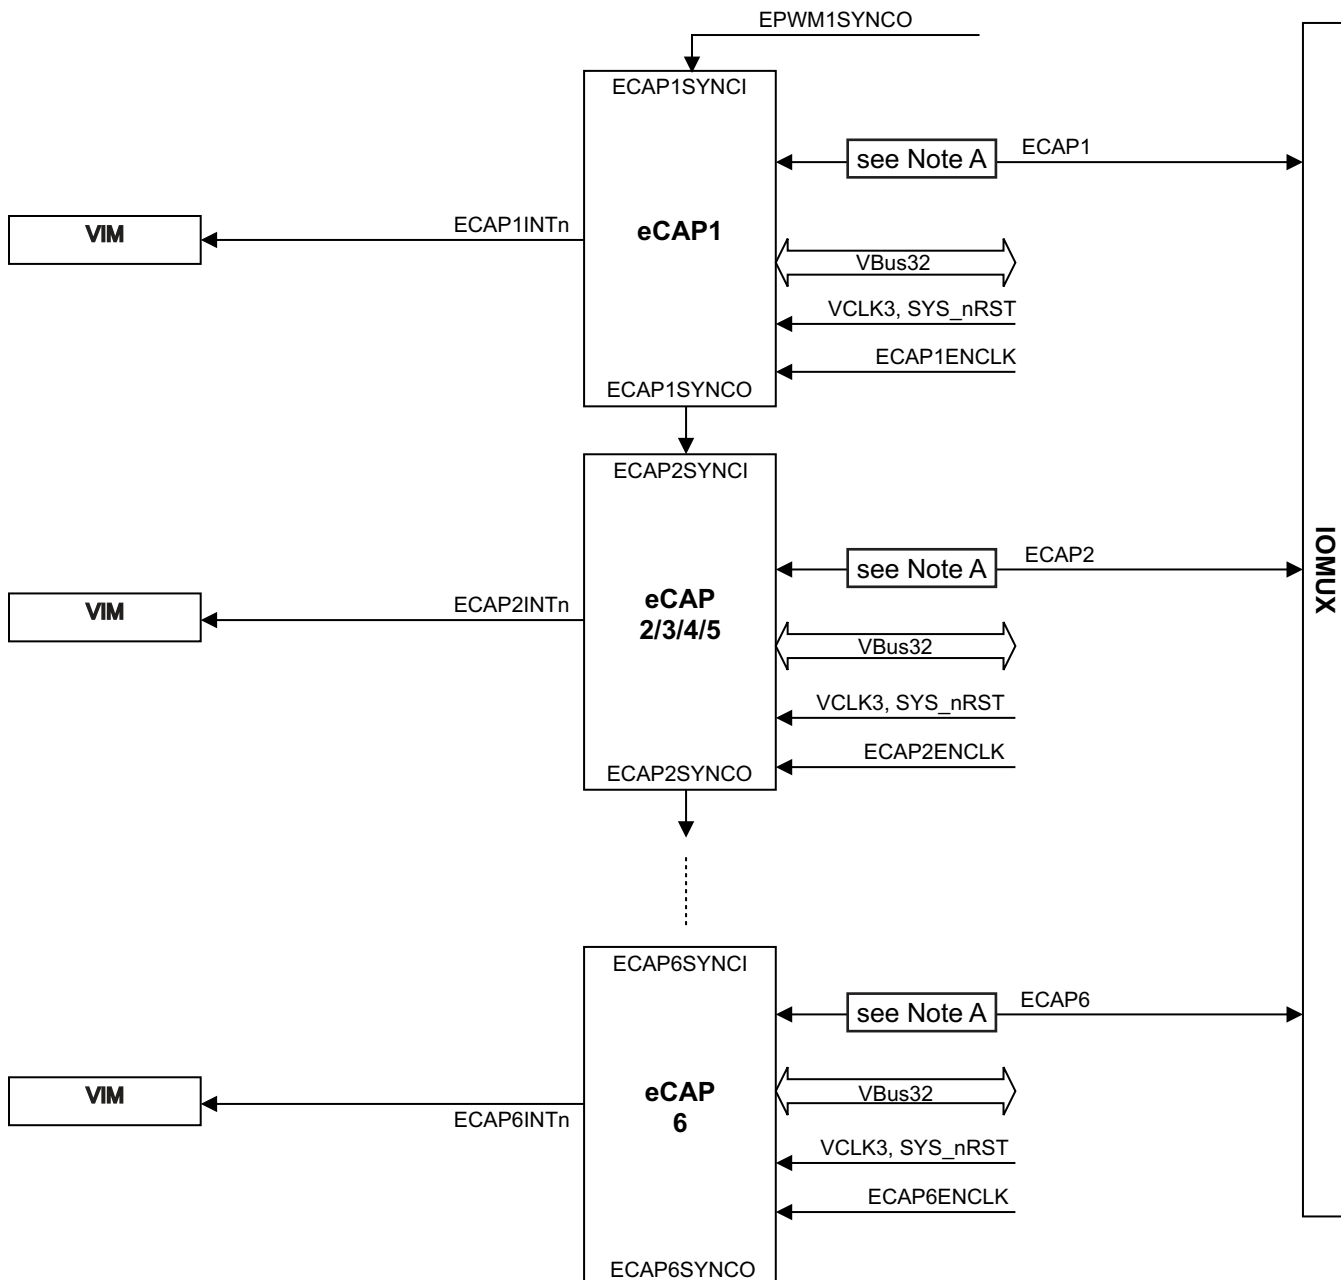 EPWM1SYNCO
ECAP1SYNCI
see Note A
ECAP1
VIM
ECAP1INTn
eCAP1
VBus32
VCLK3, SYS_nRST
ECAP1ENCLK
ECAP1SYNCO
ECAP2SYNCI
see Note A
ECAP2
IOMUX
VIM
ECAP2INTn
eCAP
2/3/4/5
VBus32
VCLK3, SYS_nRST
ECAP2ENCLK
ECAP2SYNCO
ECAP6SYNCI
see Note A
ECAP6
VIM
ECAP6INTn
eCAP
6
VBus32
VCLK3, SYS_nRST
ECAP6ENCLK
ECAP6SYNCO